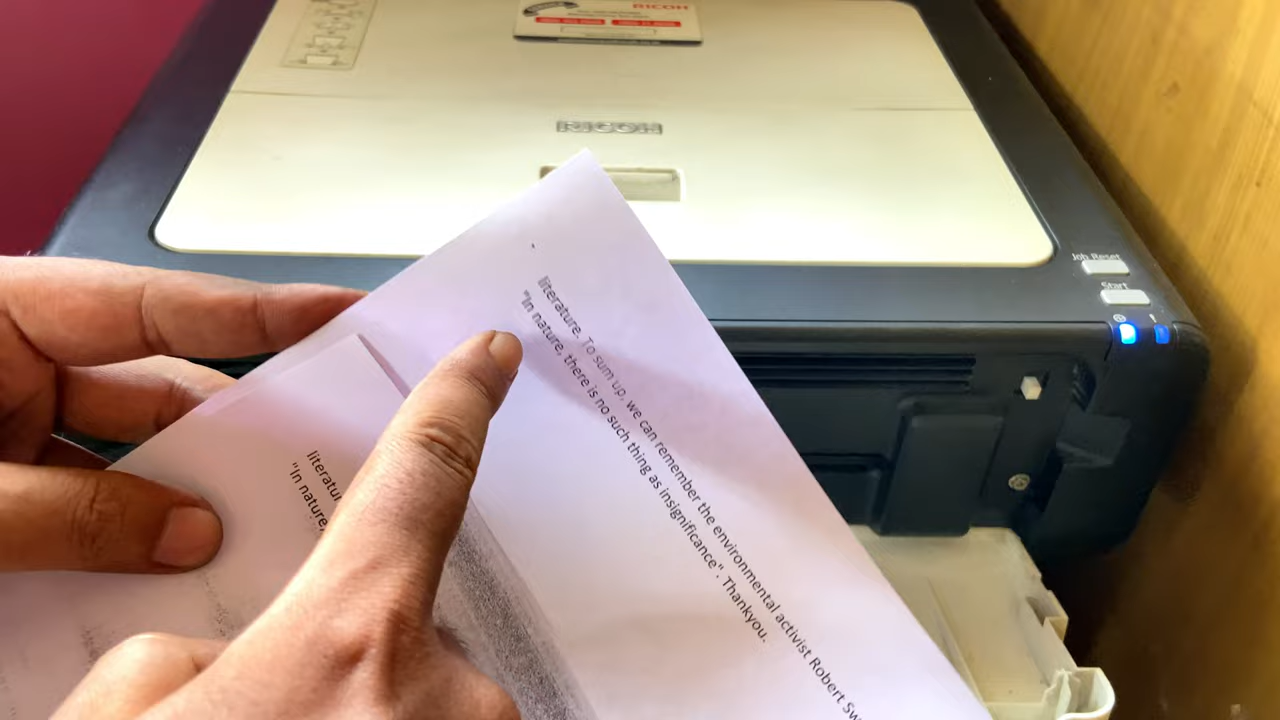 RICOH
RICOH
Job Reset
Start
literature. To sum up, we can remember the environmental activist Robert Sw
"In nature, there is no such thing as insignificance". Thankyou.
literatu
"In nature,